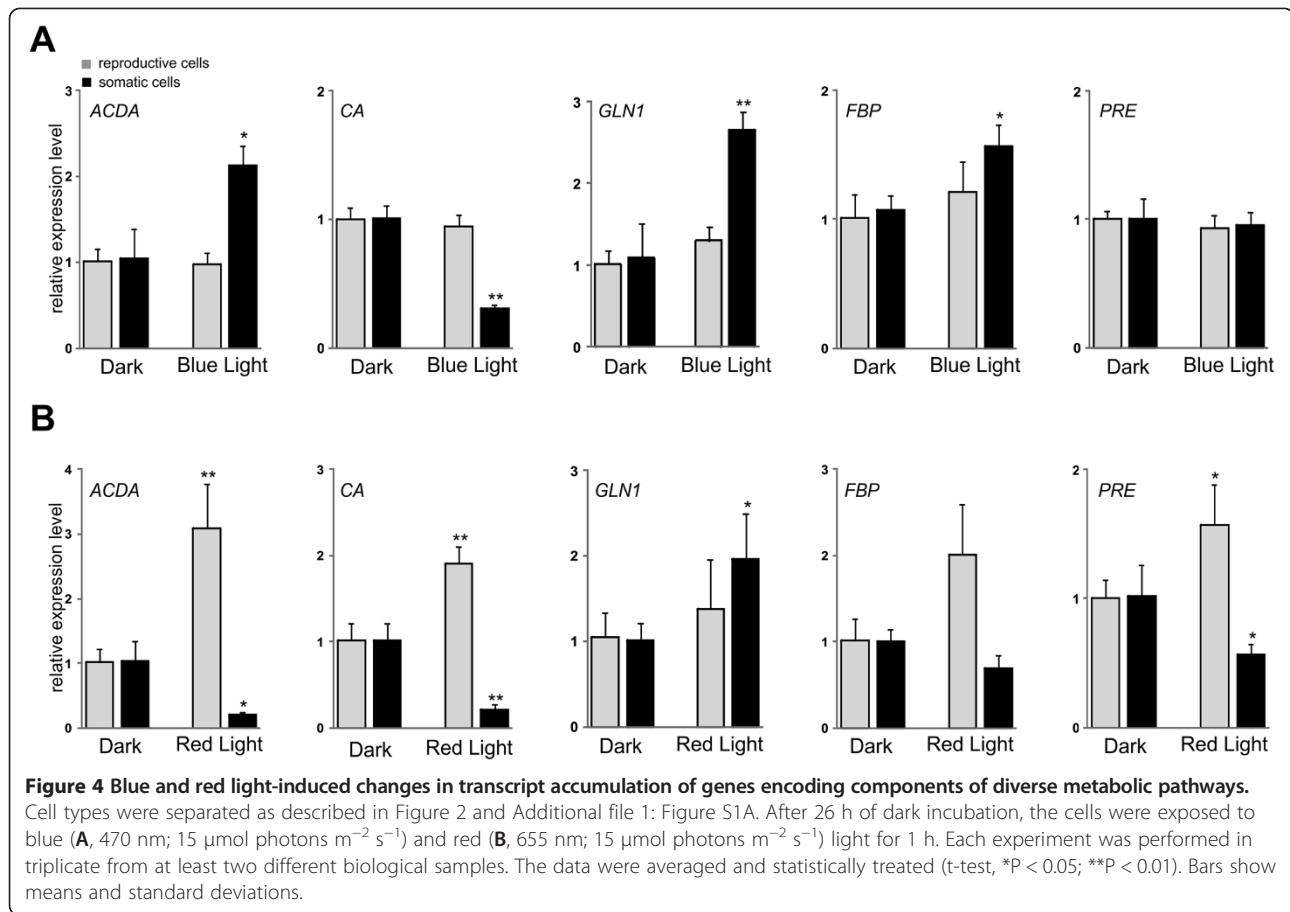 A
reproductive cells
somatic cells
relative expression level
3
2
1
0
ACDA
*
Dark Blue Light
2
1
0
CA
**
Dark Blue Light
3
2
1
0
GLN1
**
Dark Blue Light
2
1
0
FBP
*
Dark Blue Light
2
1
0
PRE
Dark Blue Light
B
relative expression level
4
3
2
1
0
ACDA
**
*
Dark Red Light
3
2
1
0
CA
**
**
Dark Red Light
3
2
1
0
GLN1
*
Dark Red Light
3
2
1
0
FBP
Dark Red Light
2
1
0
PRE
*
*
Dark Red Light
Figure 4 Blue and red light-induced changes in transcript accumulation of genes encoding components of diverse metabolic pathways.
Cell types were separated as described in Figure 2 and Additional file 1: Figure S1A. After 26 h of dark incubation, the cells were exposed to
blue (A, 470 nm; 15 μmol photons m⁻² s⁻¹) and red (B, 655 nm; 15 μmol photons m⁻² s⁻¹) light for 1 h. Each experiment was performed in
triplicate from at least two different biological samples. The data were averaged and statistically treated (t-test, *P < 0.05; **P < 0.01). Bars show
means and standard deviations.